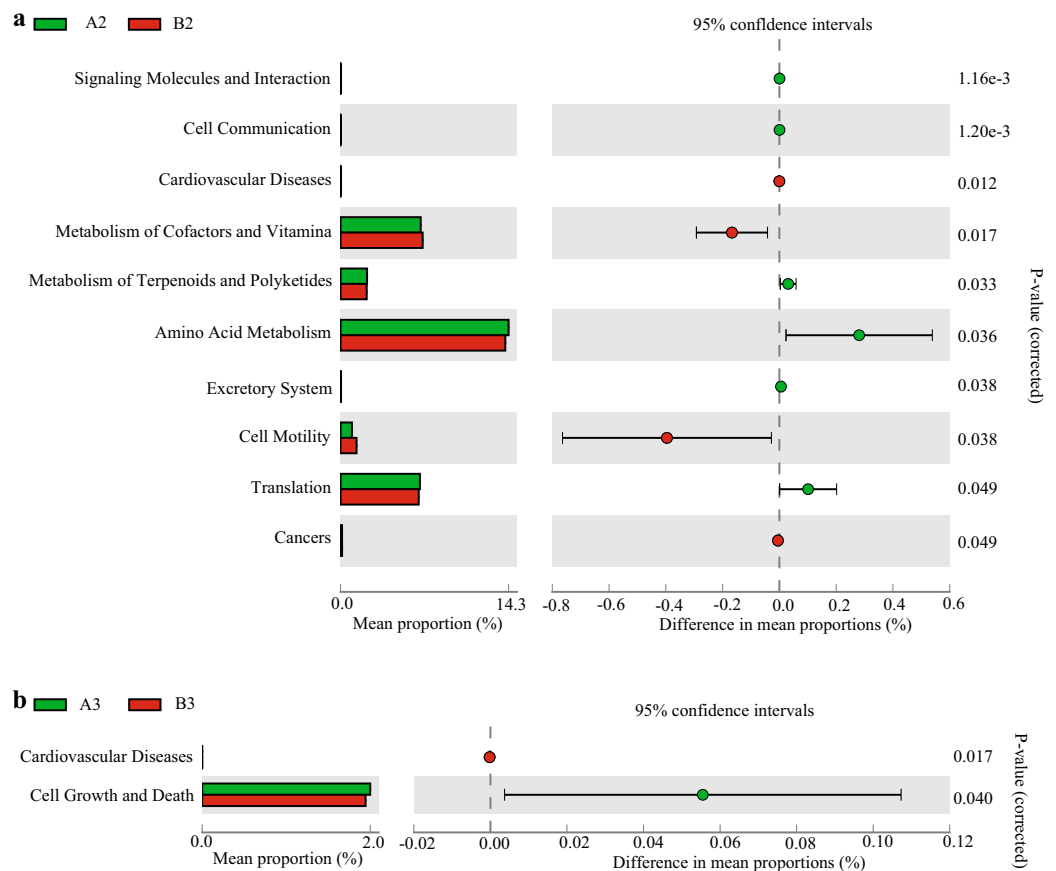 a A2 B2
95% confidence intervals
Signaling Molecules and Interaction 1.16e-3
Cell Communication 1.20e-3
Cardiovascular Diseases 0.012
Metabolism of Cofactors and Vitamina 0.017
Metabolism of Terpenoids and Polyketides 0.033
Amino Acid Metabolism 0.036
Excretory System 0.038
Cell Motility 0.038
Translation 0.049
Cancers 0.049
P-value (corrected)
0.0 14.3 -0.8 -0.6 -0.4 -0.2 0.0 0.2 0.4 0.6
Mean proportion (%) Difference in mean proportions (%)
b A3 B3
95% confidence intervals
Cardiovascular Diseases 0.017
Cell Growth and Death 0.040
P-value (corrected)
0.0 2.0 -0.02 0.00 0.02 0.04 0.06 0.08 0.10 0.12
Mean proportion (%) Difference in mean proportions (%)